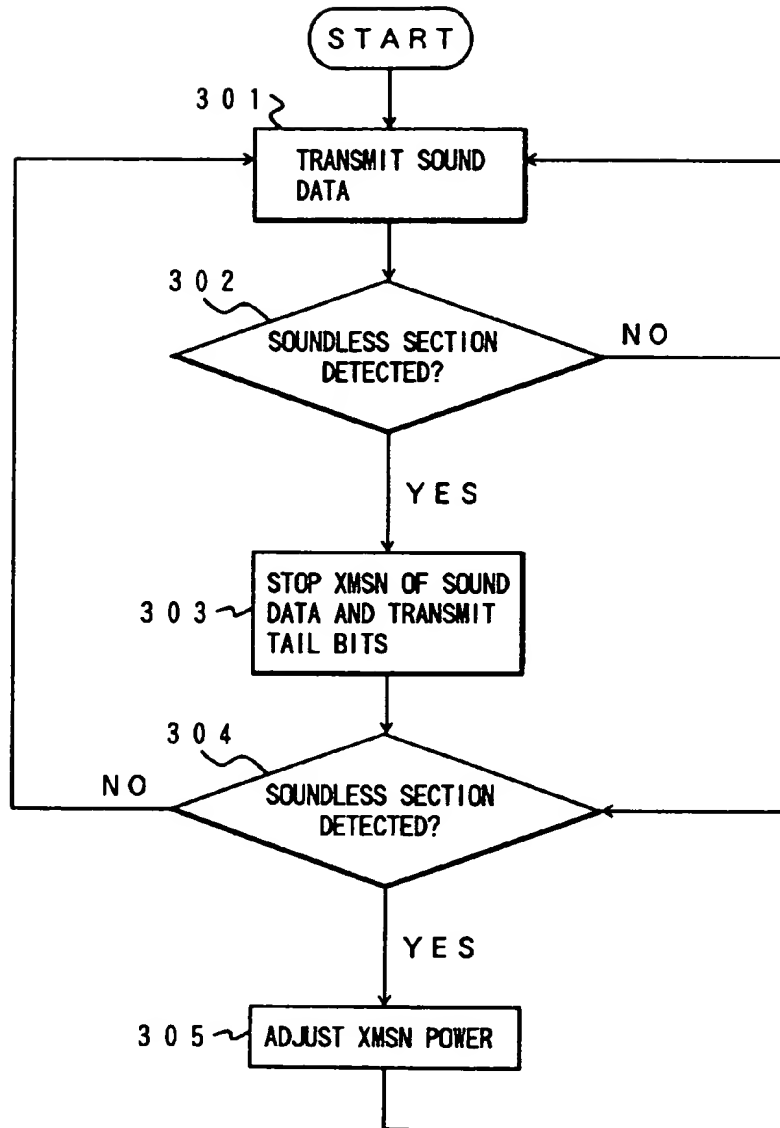 START
301
TRANSMIT SOUND
DATA
302
SOUNDLESS SECTION
DETECTED?
NO
YES
303
STOP XMSN OF SOUND
DATA AND TRANSMIT
TAIL BITS
304
NO
SOUNDLESS SECTION
DETECTED?
YES
305
ADJUST XMSN POWER